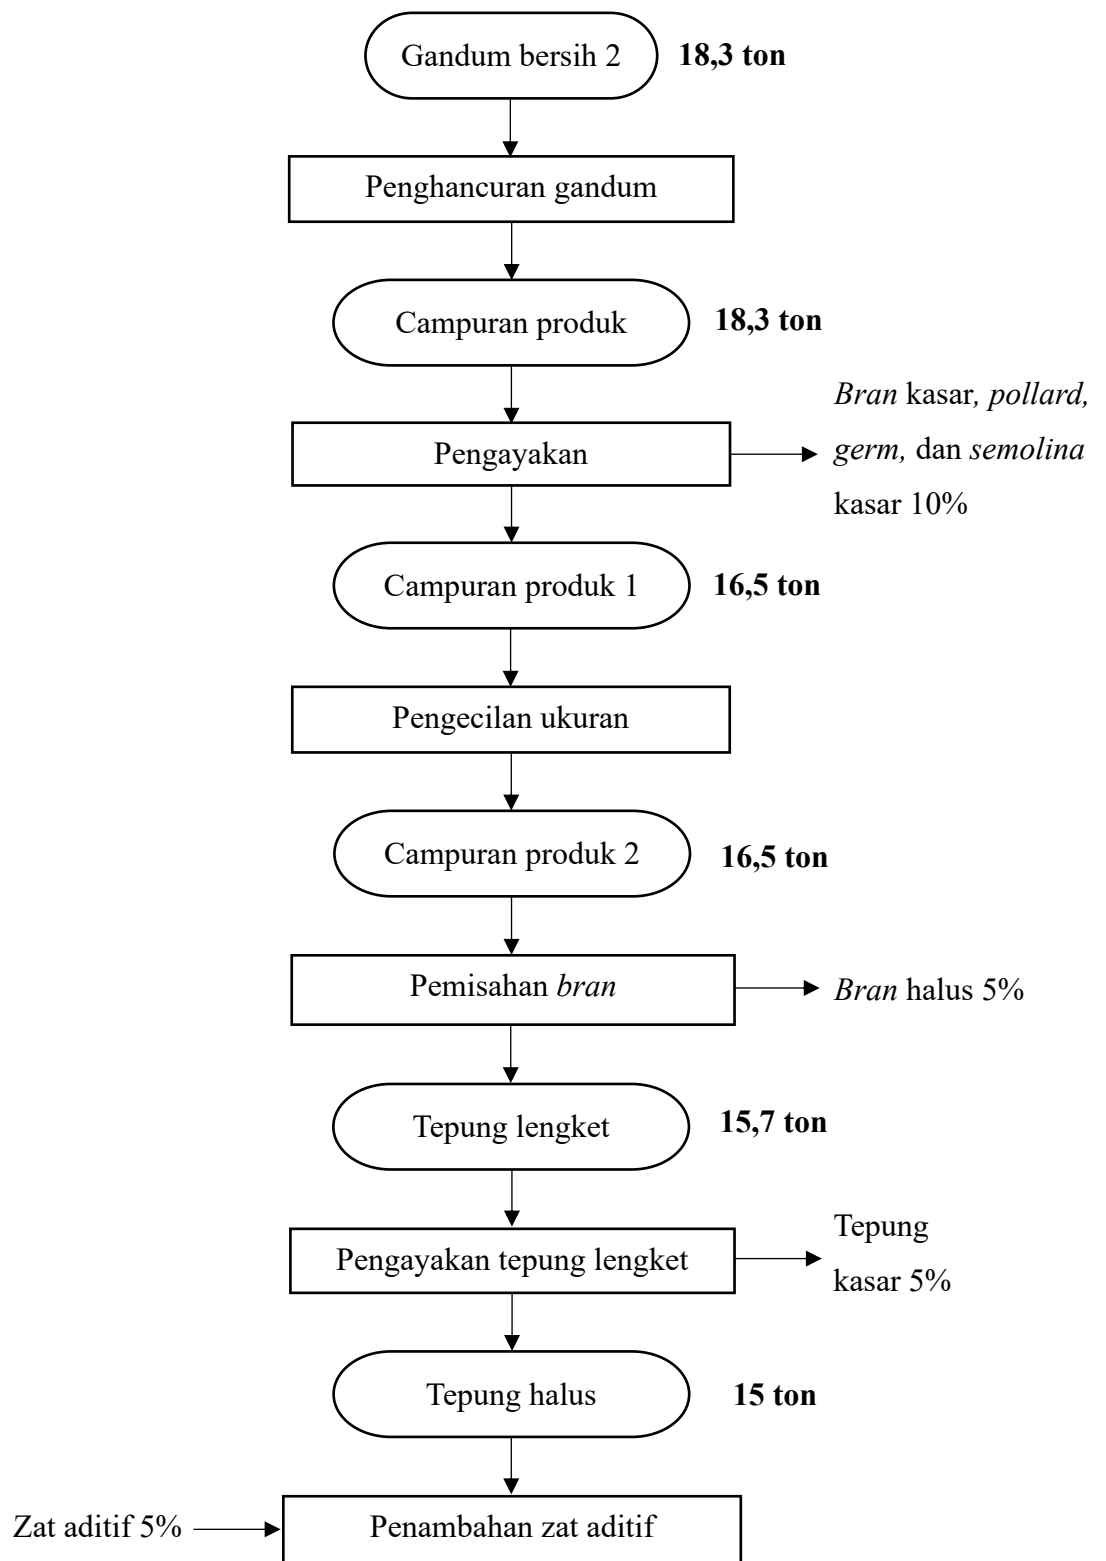 Gandum bersih 2
18,3 ton
Penghancuran gandum
Campuran produk
18,3 ton
Pengayakan
Bran kasar, pollard,
germ, dan semolina
kasar 10%
Campuran produk 1
16,5 ton
Pengecilan ukuran
Campuran produk 2
16,5 ton
Pemisahan bran
Bran halus 5%
Tepung lengket
15,7 ton
Pengayakan tepung lengket
Tepung
kasar 5%
Tepung halus
15 ton
Zat aditif 5%
Penambahan zat aditif